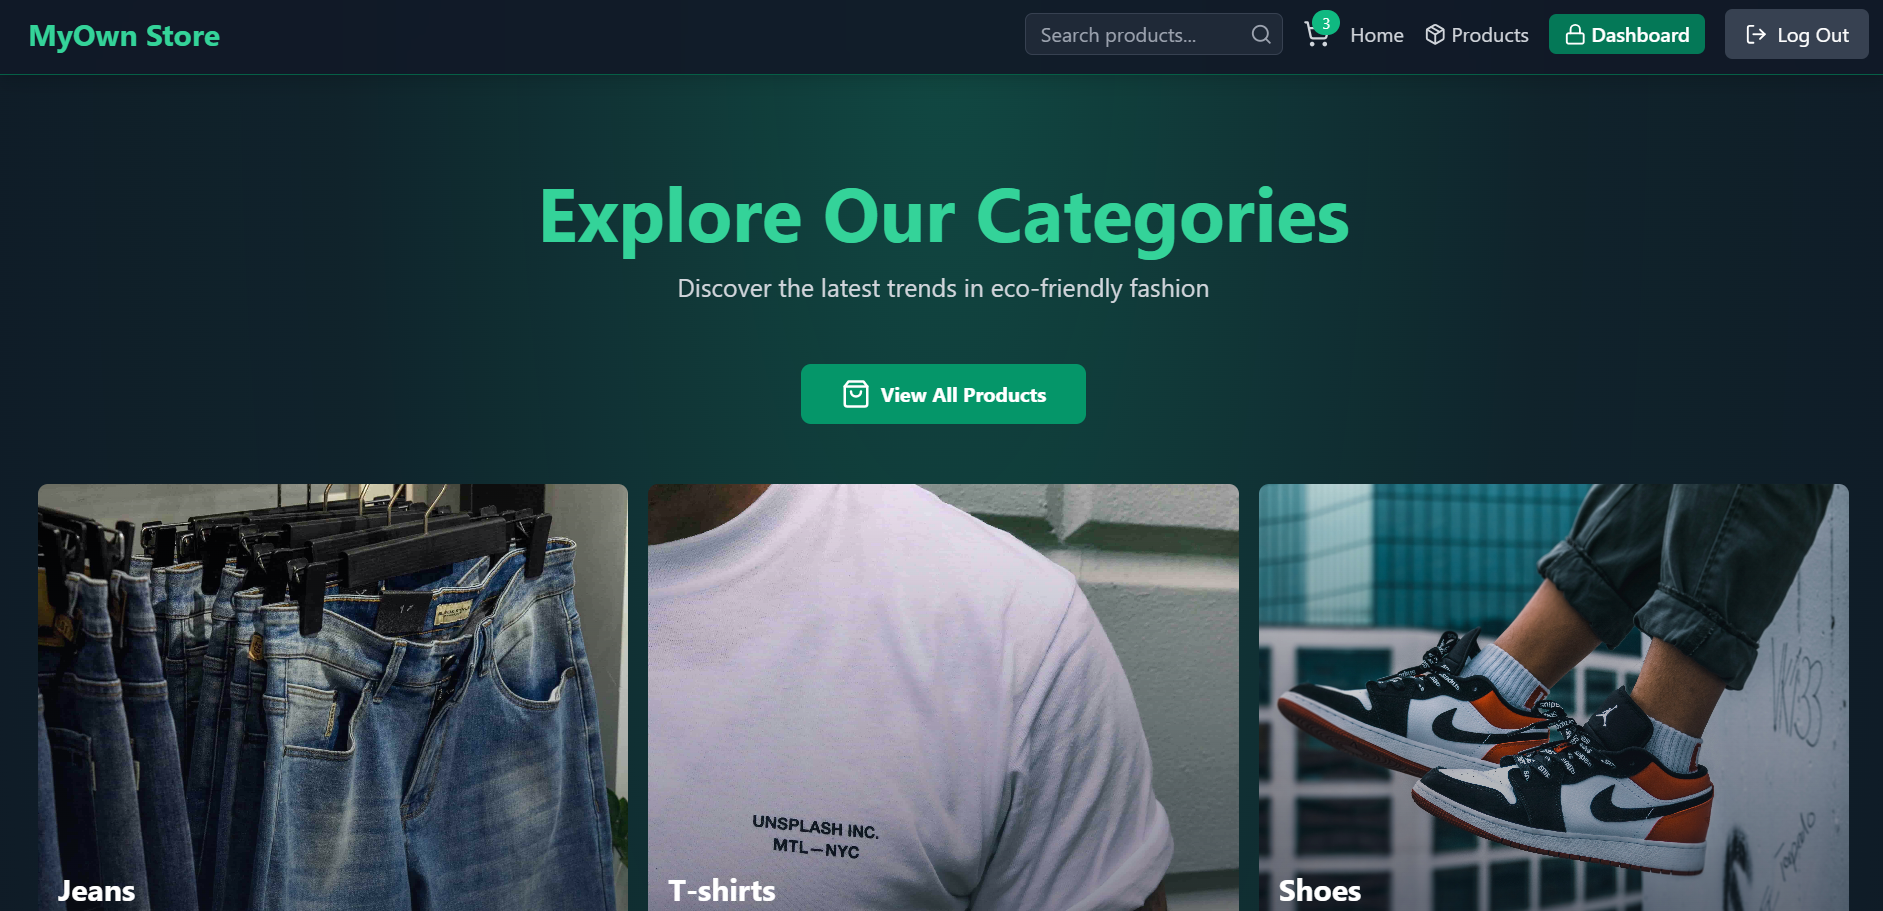 MyOwn Store
Search products...
3
Home
Products
Dashboard
Log Out
Explore Our Categories
Discover the latest trends in eco-friendly fashion
View All Products
UNSPLASH INC.
MTL—NYC
Jeans
T-shirts
Shoes